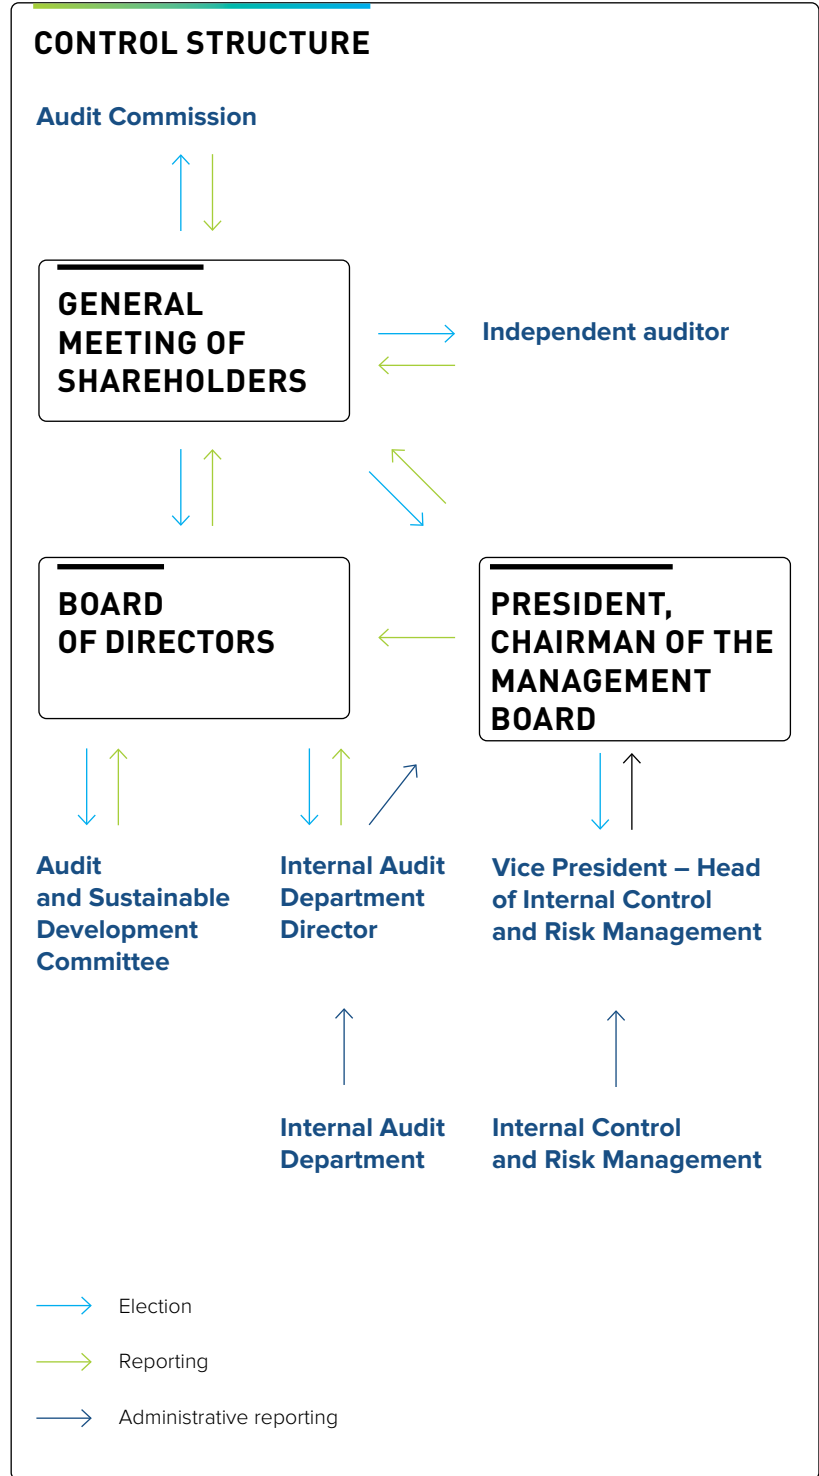 CONTROL STRUCTURE
Audit Commission
GENERAL
MEETING OF
SHAREHOLDERS
Independent auditor
BOARD
OF DIRECTORS
PRESIDENT,
CHAIRMAN OF THE
MANAGEMENT
BOARD
Audit
and Sustainable
Development
Committee
Internal Audit
Department
Director
Vice President – Head
of Internal Control
and Risk Management
Internal Audit
Department
Internal Control
and Risk Management
Election
Reporting
Administrative reporting